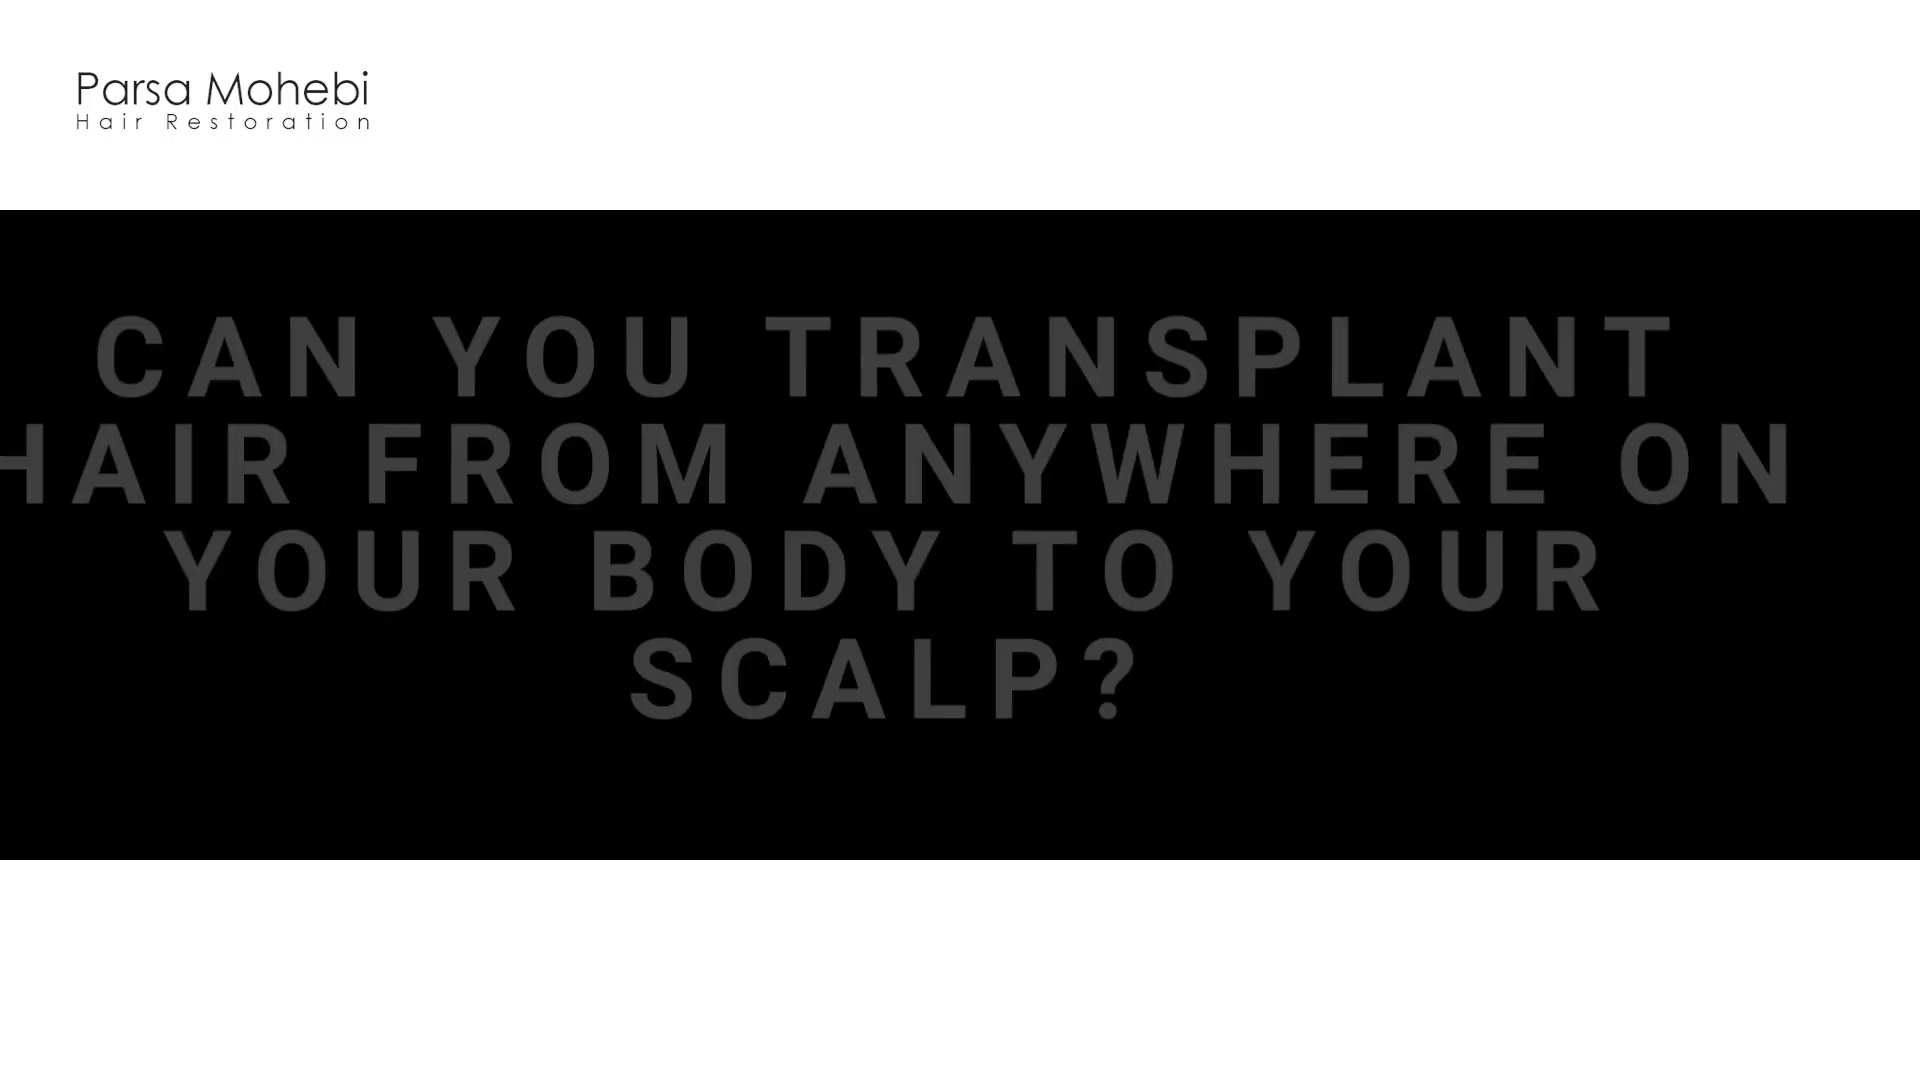 Parsa Mohebi
Hair Restoration
CAN YOU TRANSPLANT
HAIR FROM ANYWHERE ON
YOUR BODY TO YOUR
SCALP?